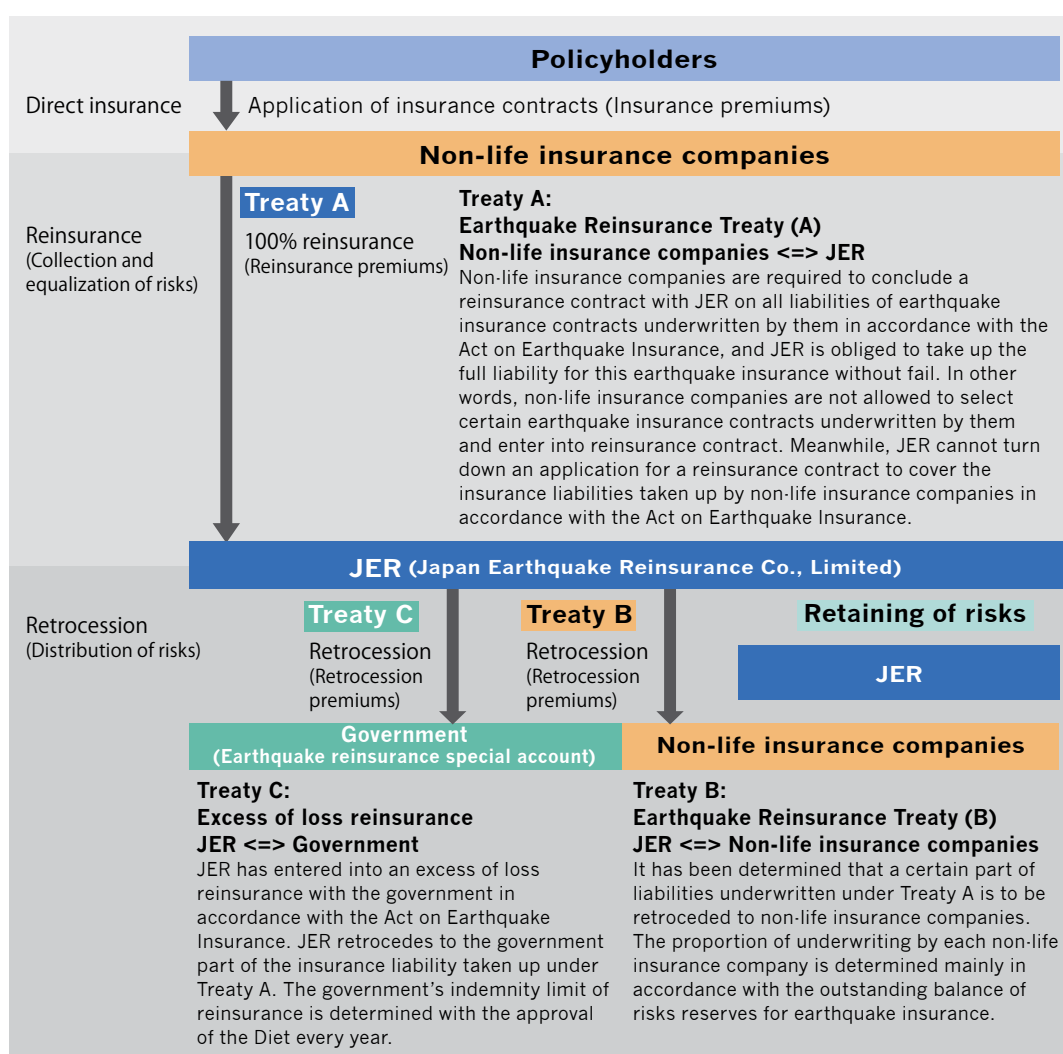 Policyholders
Direct insurance
Application of insurance contracts (Insurance premiums)
Non-life insurance companies
Reinsurance
(Collection and
equalization of risks)
Treaty A
100% reinsurance
(Reinsurance premiums)
Treaty A:
Earthquake Reinsurance Treaty (A)
Non-life insurance companies <=> JER
Non-life insurance companies are required to conclude a
reinsurance contract with JER on all liabilities of earthquake
insurance contracts underwritten by them in accordance with the
Act on Earthquake Insurance, and JER is obliged to take up the
full liability for this earthquake insurance without fail. In other
words, non-life insurance companies are not allowed to select
certain earthquake insurance contracts underwritten by them
and enter into reinsurance contract. Meanwhile, JER cannot turn
down an application for a reinsurance contract to cover the
insurance liabilities taken up by non-life insurance companies in
accordance with the Act on Earthquake Insurance.
JER (Japan Earthquake Reinsurance Co., Limited)
Retrocession
(Distribution of risks)
Treaty C
Retrocession
(Retrocession
premiums)
Treaty B
Retrocession
(Retrocession
premiums)
Retaining of risks
JER
Government
(Earthquake reinsurance special account)
Non-life insurance companies
Treaty C:
Excess of loss reinsurance
JER <=> Government
JER has entered into an excess of loss
reinsurance with the government in
accordance with the Act on Earthquake
Insurance. JER retrocedes to the government
part of the insurance liability taken up under
Treaty A. The government's indemnity limit of
reinsurance is determined with the approval
of the Diet every year.
Treaty B:
Earthquake Reinsurance Treaty (B)
JER <=> Non-life insurance companies
It has been determined that a certain part of
liabilities underwritten under Treaty A is to be
retroceded to non-life insurance companies.
The proportion of underwriting by each non-life
insurance company is determined mainly in
accordance with the outstanding balance of
risks reserves for earthquake insurance.